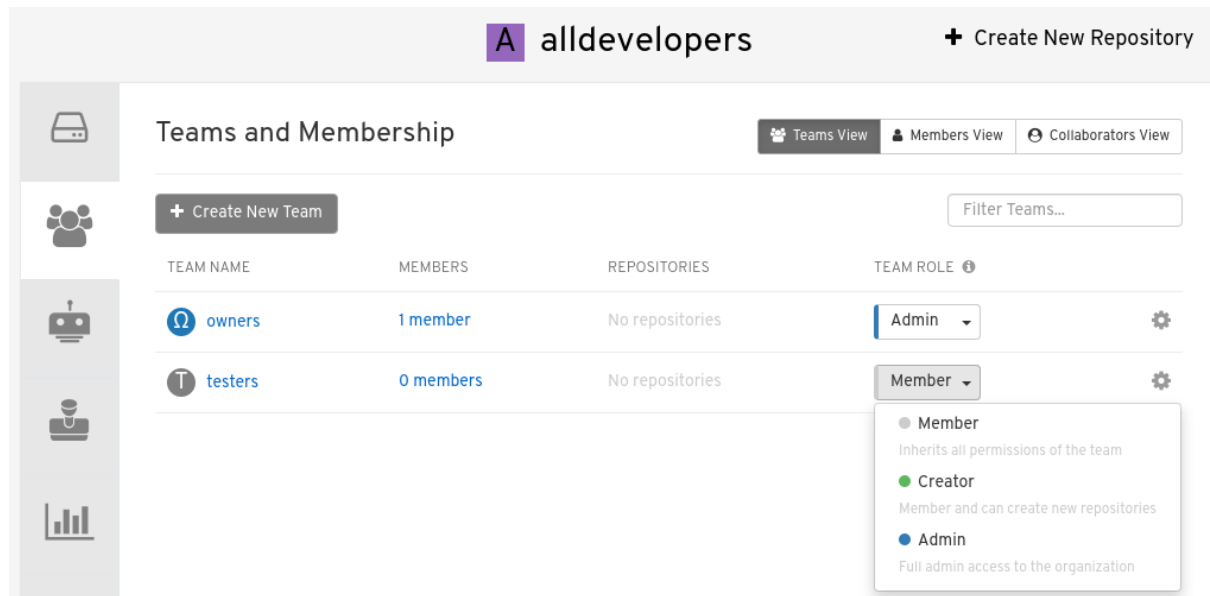 A alldevelopers + Create New Repository
Teams and Membership Teams View Members View Collaborators View
+ Create New Team Filter Teams...
TEAM NAME MEMBERS REPOSITORIES TEAM ROLE
Ω owners 1 member No repositories Admin
T testers 0 members No repositories Member
Member
Inherits all permissions of the team
Creator
Member and can create new repositories
Admin
Full admin access to the organization